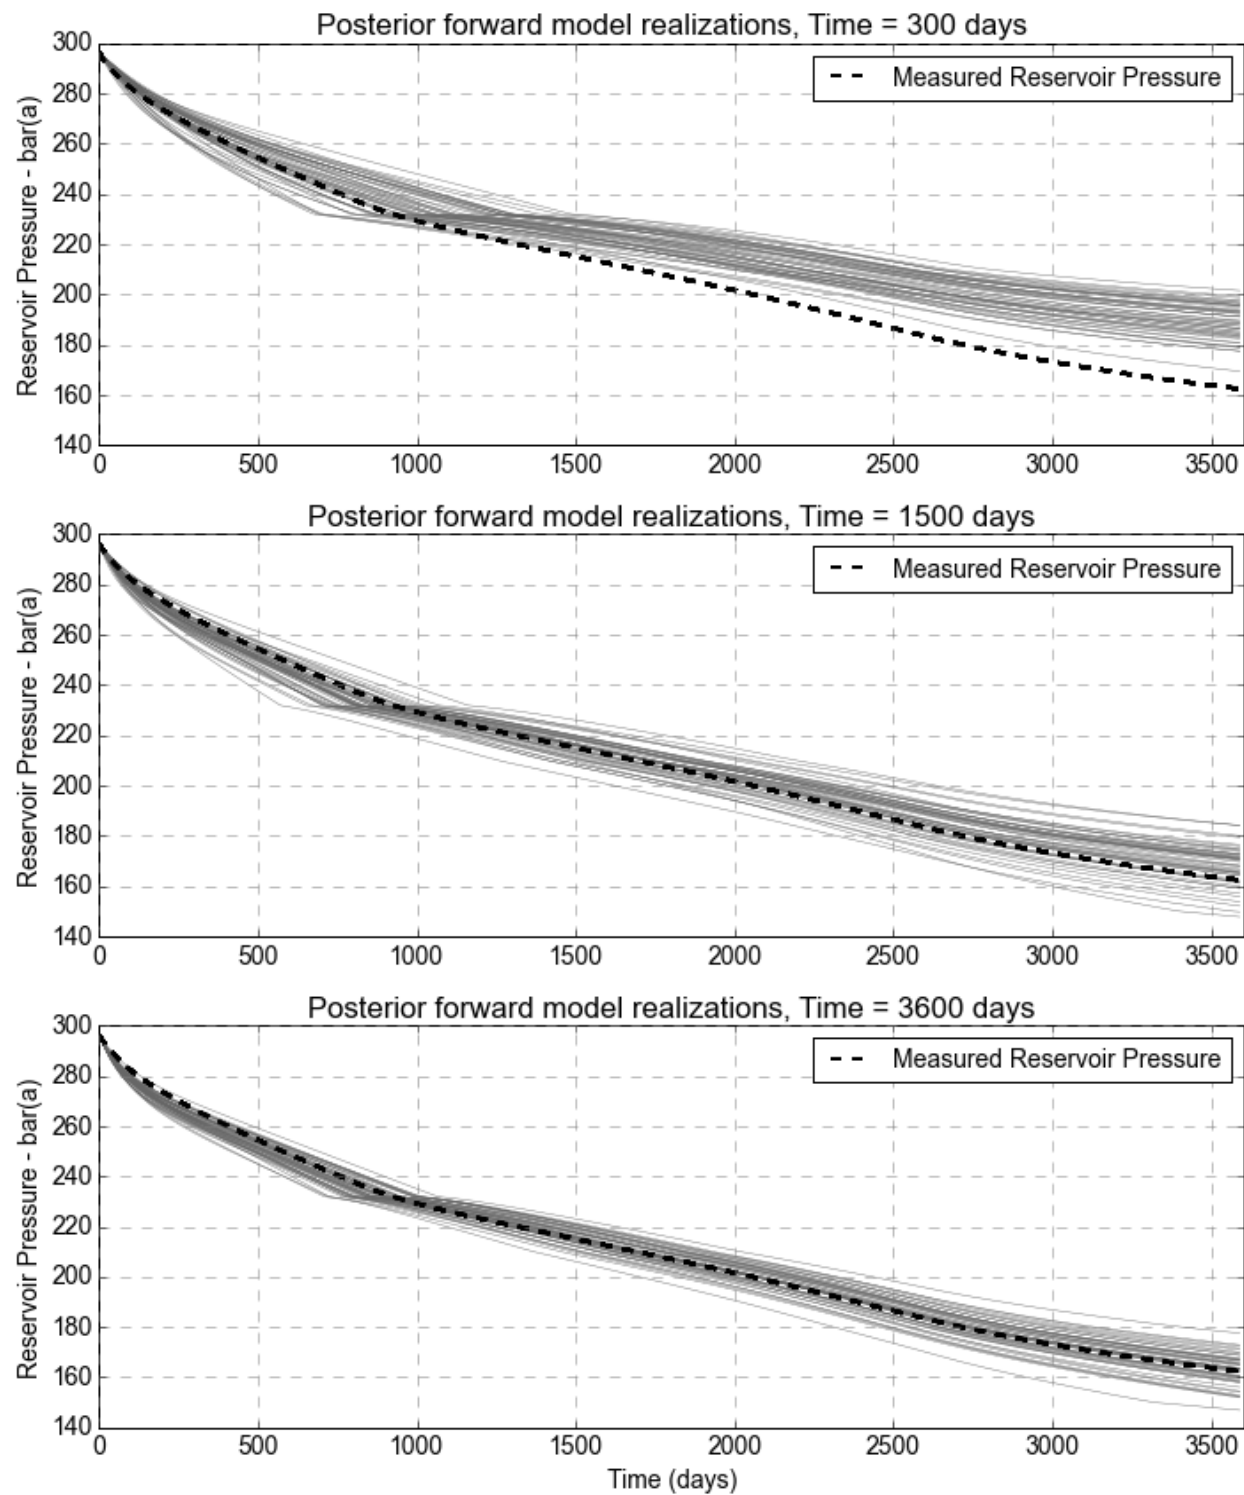 Posterior forward model realizations, Time = 300 days
Measured Reservoir Pressure
Reservoir Pressure - bar(a)
300
280
260
240
220
200
180
160
140
0 500 1000 1500 2000 2500 3000 3500
Posterior forward model realizations, Time = 1500 days
Measured Reservoir Pressure
Reservoir Pressure - bar(a)
300
280
260
240
220
200
180
160
140
0 500 1000 1500 2000 2500 3000 3500
Posterior forward model realizations, Time = 3600 days
Measured Reservoir Pressure
Reservoir Pressure - bar(a)
300
280
260
240
220
200
180
160
140
0 500 1000 1500 2000 2500 3000 3500
Time (days)